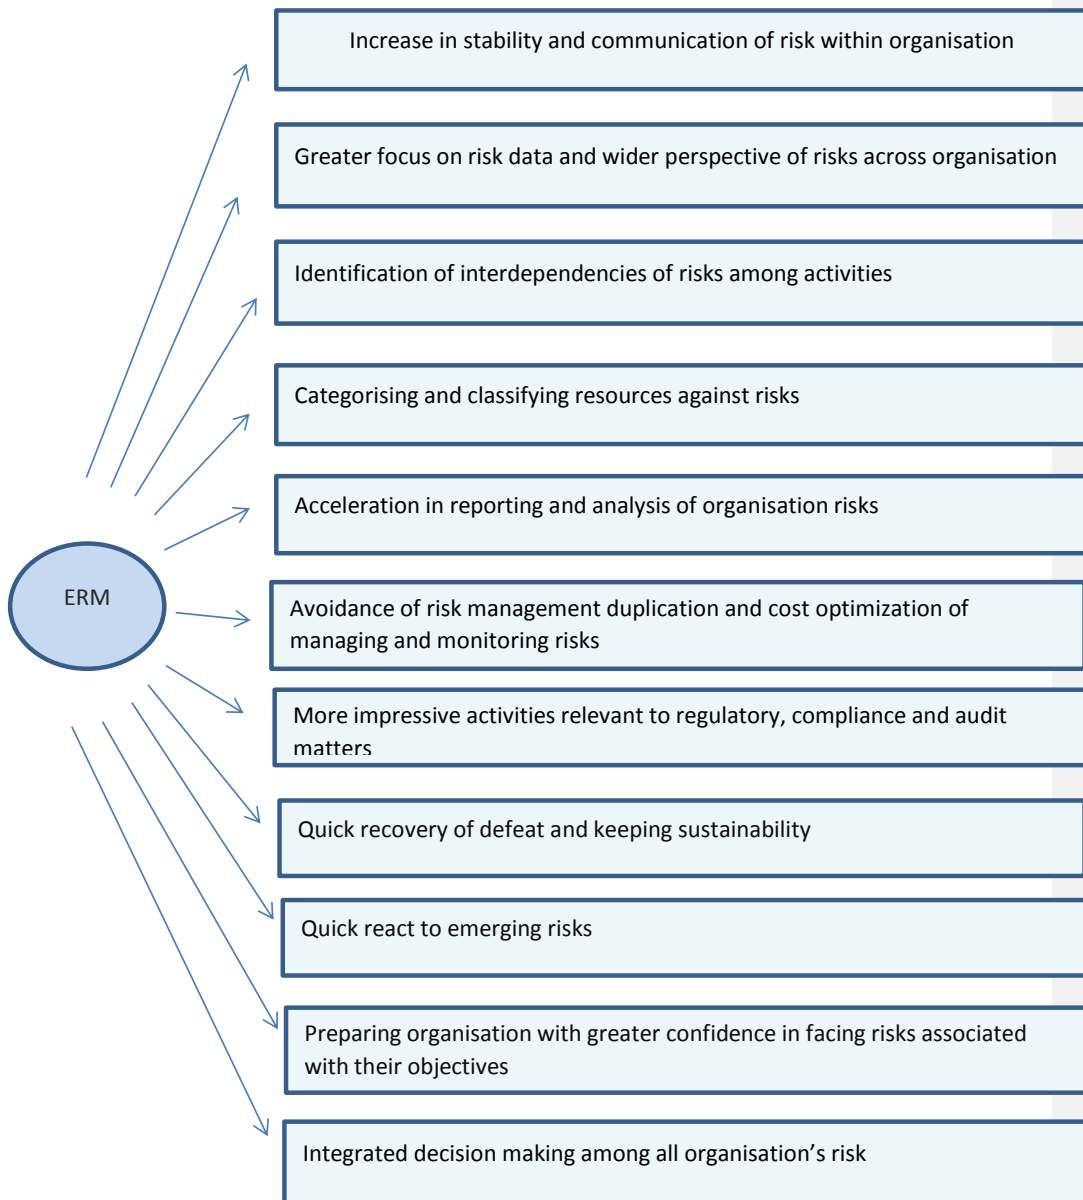 Increase in stability and communication of risk within organisation
Greater focus on risk data and wider perspective of risks across organisation
Identification of interdependencies of risks among activities
Categorising and classifying resources against risks
Acceleration in reporting and analysis of organisation risks
ERM
Avoidance of risk management duplication and cost optimization of
managing and monitoring risks
More impressive activities relevant to regulatory, compliance and audit
matters
Quick recovery of defeat and keeping sustainability
Quick react to emerging risks
Preparing organisation with greater confidence in facing risks associated
with their objectives
Integrated decision making among all organisation’s risk